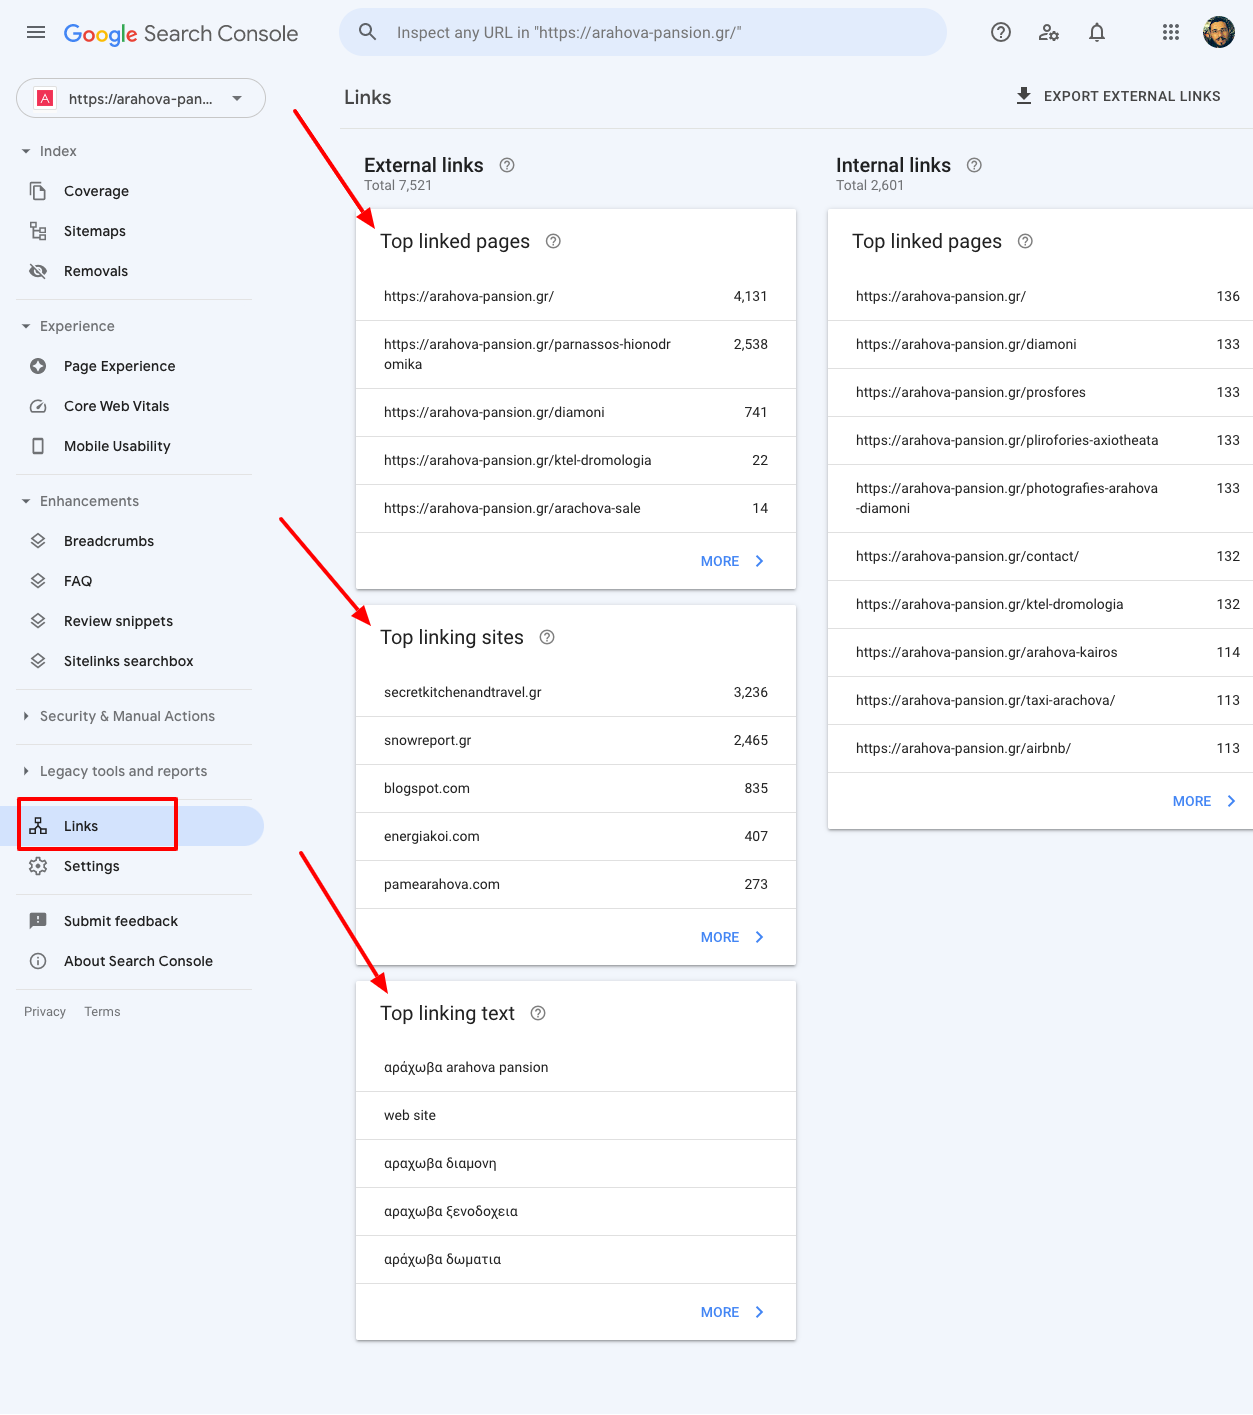 Google Search Console
Inspect any URL in "https://arahova-pansion.gr/"
A
https://arahova-pan...
Index
Coverage
Sitemaps
Removals
Experience
Page Experience
Core Web Vitals
Mobile Usability
Enhancements
Breadcrumbs
FAQ
Review snippets
Sitelinks searchbox
Security & Manual Actions
Legacy tools and reports
Links
Settings
Submit feedback
About Search Console
Privacy Terms
Links
EXPORT EXTERNAL LINKS
External links
Total 7,521
Top linked pages
https://arahova-pansion.gr/ 4,131
https://arahova-pansion.gr/parnassos-hionodr 2,538
omika
https://arahova-pansion.gr/diamoni 741
https://arahova-pansion.gr/ktel-dromologia 22
https://arahova-pansion.gr/arachova-sale 14
MORE
Top linking sites
secretkitchenandtravel.gr 3,236
snowreport.gr 2,465
blogspot.com 835
energiakoi.com 407
pamearahova.com 273
MORE
Top linking text
αράχωβα arahova pansion
web site
αραχωβα διαμονη
αραχωβα ξενοδοχεια
αράχωβα δωματια
MORE
Internal links
Total 2,601
Top linked pages
https://arahova-pansion.gr/ 136
https://arahova-pansion.gr/diamoni 133
https://arahova-pansion.gr/prosfores 133
https://arahova-pansion.gr/plirofories-axiotheata 133
https://arahova-pansion.gr/photografies-arahova 133
-diamoni
https://arahova-pansion.gr/contact/ 132
https://arahova-pansion.gr/ktel-dromologia 132
https://arahova-pansion.gr/arahova-kairos 114
https://arahova-pansion.gr/taxi-arachova/ 113
https://arahova-pansion.gr/airbnb/ 113
MORE